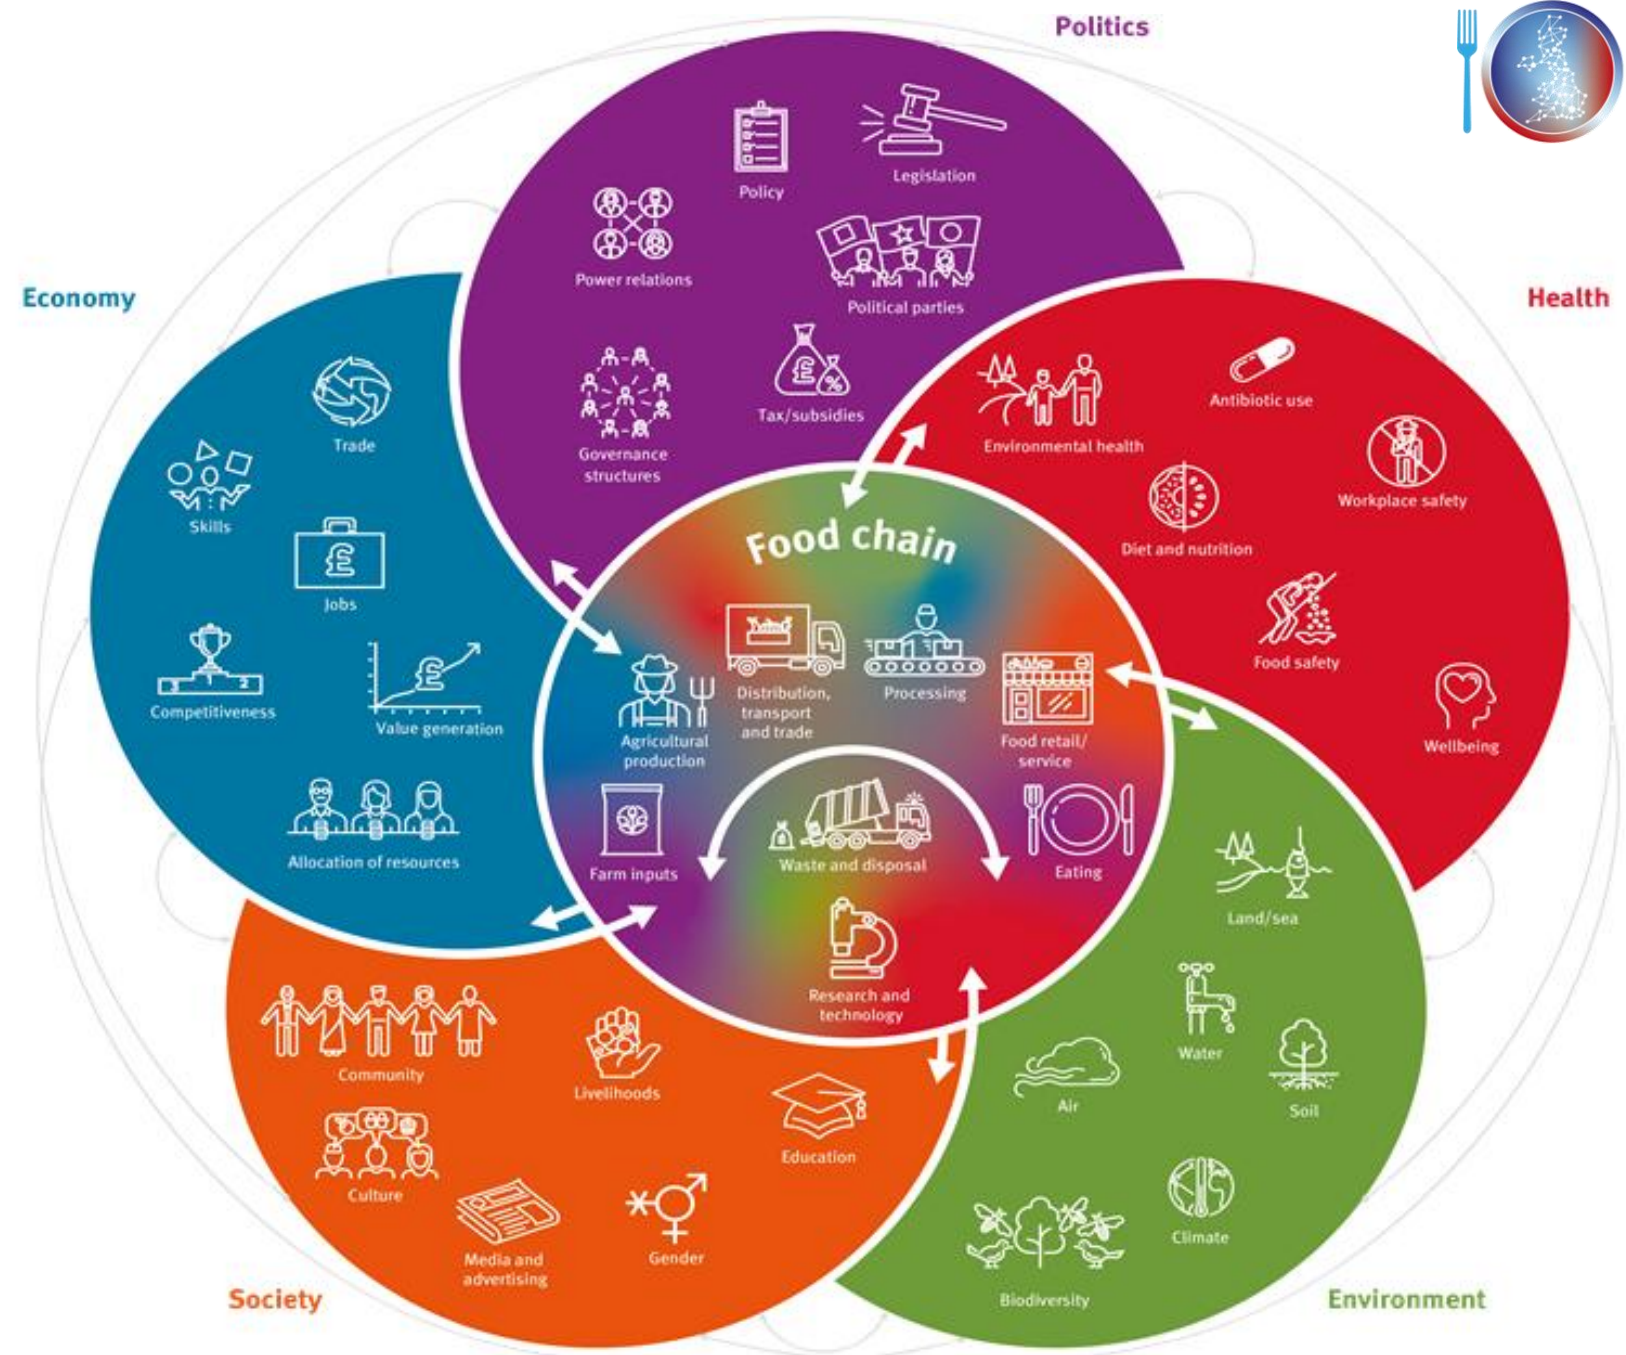 Politics
Policy
Legislation
Power relations
Political parties
Governance
structures
Tax/subsidies
£
%
Health
Environmental health
Antibiotic use
Workplace safety
Diet and nutrition
Food safety
Wellbeing
Economy
Trade
Skills
£
Jobs
3
1
2
Competitiveness
£
Value generation
Allocation of resources
Food chain
Distribution,
transport
and trade
Processing
Agricultural
production
Food retail/
service
Farm inputs
Waste and disposal
Eating
Research and
technology
Environment
Land/sea
Water
Air
Soil
Climate
Biodiversity
Society
Community
Livelihoods
Education
Culture
Media and
advertising
Gender